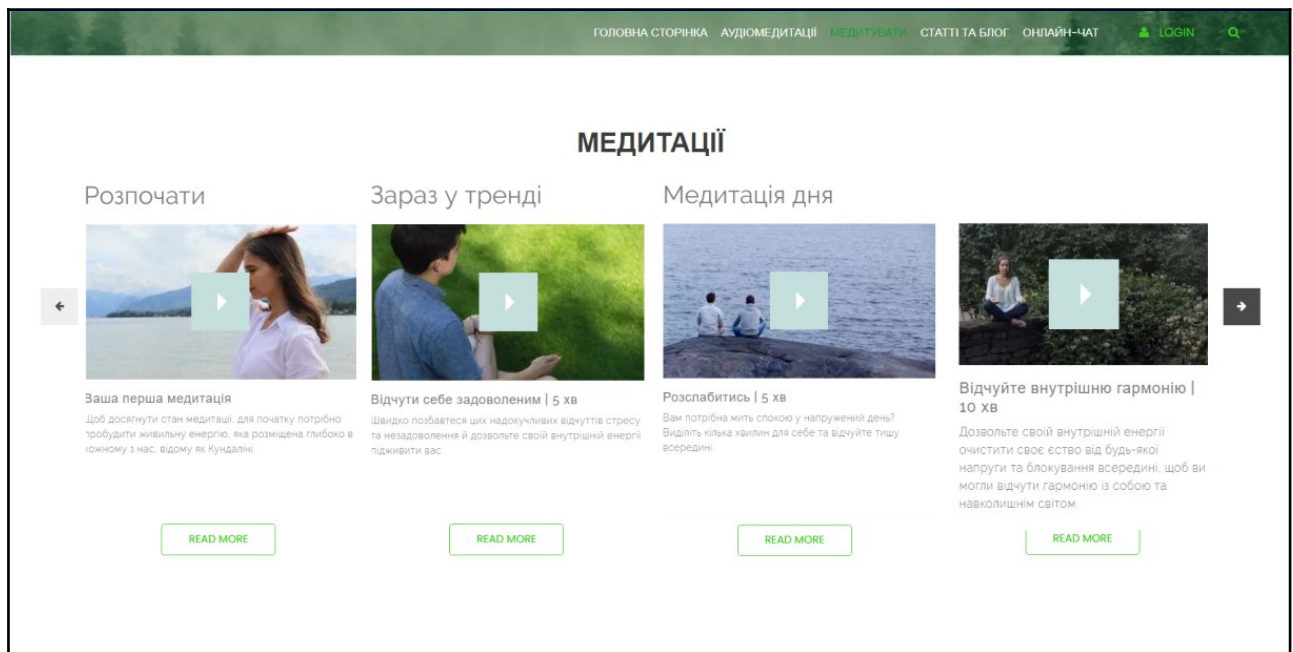 ГОЛОВНА СТОРІНКА АУДІОМЕДИТАЦІЇ МЕДИТУВАТИ СТАТТІ ТА БЛОГ ОНЛАЙН-ЧАТ LOGIN
МЕДИТАЦІЇ
Розпочати
Ваша перша медитація
Щоб досягнути стан медитації, для початку потрібно
пробудити живильну енергію, яка розміщена глибоко в
кожному з нас, відому як Кундаліні.
READ MORE
Зараз у тренді
Відчути себе задоволеним | 5 хв
Швидко позбавтеся цих надокучливих відчуттів стресу
та незадоволення й дозвольте своїй внутрішній енергії
підживити вас.
READ MORE
Медитація дня
Розслабитись | 5 хв
Вам потрібна мить спокою у напружений день?
Виділіть кілька хвилин для себе та відчуйте тишу
всередині.
READ MORE
Відчуйте внутрішню гармонію |
10 хв
Дозвольте своїй внутрішній енергії
очистити своє єство від будь-якої
напруги та блокування всередині, щоб ви
могли відчути гармонію із собою та
навколишнім світом.
READ MORE